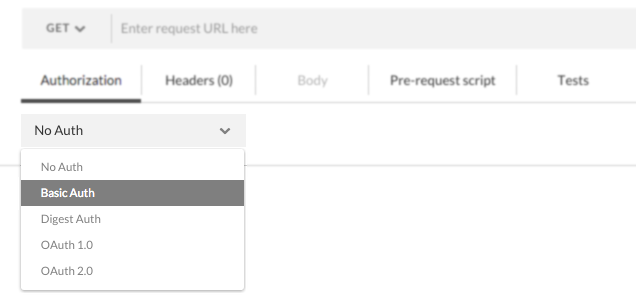 GET Enter request URL here
Authorization Headers (0) Body Pre-request script Tests
No Auth
No Auth
Basic Auth
Digest Auth
OAuth 1.0
OAuth 2.0